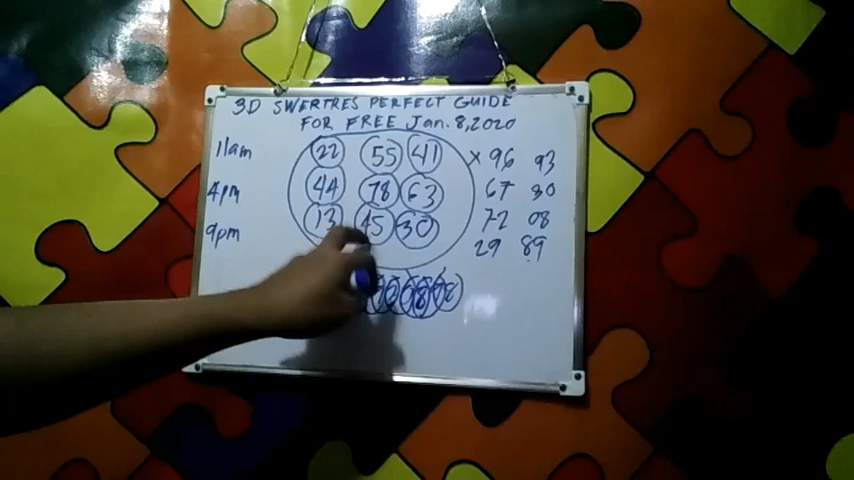 3D SWERTRES PERFECT GUIDE
FOR FREE Jan. 8, 2020
11am 22 55 41 x 96 93
4pm 44 78 63 67 30
9pm 13 45 30 72 08
29 89